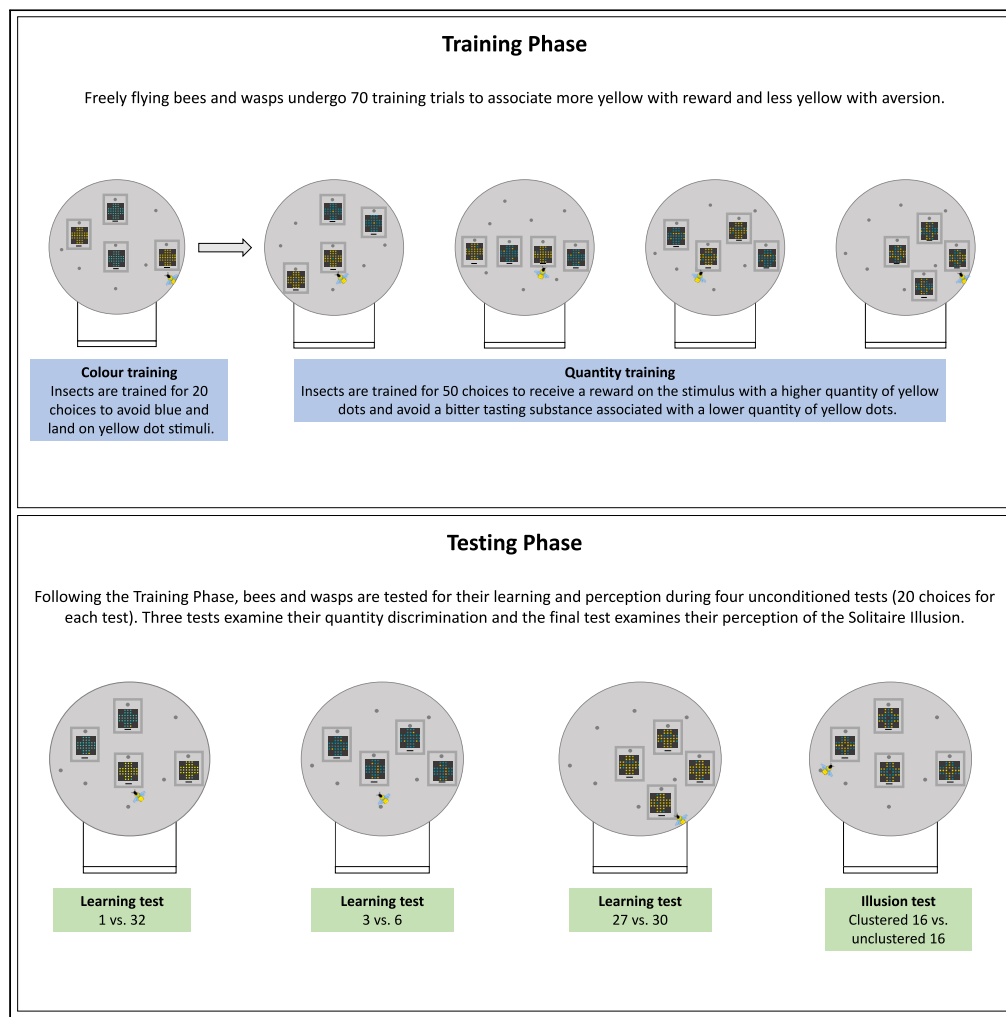 Training Phase
Freely flying bees and wasps undergo 70 training trials to associate more yellow with reward and less yellow with aversion.
Colour training
Insects are trained for 20
choices to avoid blue and
land on yellow dot stimuli.
Quantity training
Insects are trained for 50 choices to receive a reward on the stimulus with a higher quantity of yellow
dots and avoid a bitter tasting substance associated with a lower quantity of yellow dots.
Testing Phase
Following the Training Phase, bees and wasps are tested for their learning and perception during four unconditioned tests (20 choices for
each test). Three tests examine their quantity discrimination and the final test examines their perception of the Solitaire Illusion.
Learning test
1 vs. 32
Learning test
3 vs. 6
Learning test
27 vs. 30
Illusion test
Clustered 16 vs.
unclustered 16